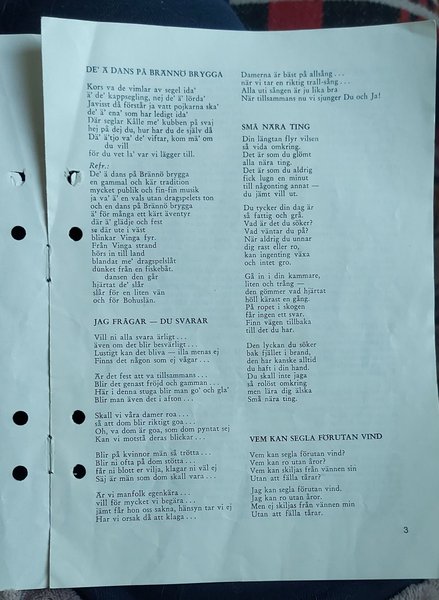 DE' Ä DANS PÅ BRÄNNÖ BRYGGA
Kors va de vimlar av segel ida'
ä' de' kappsegling, nej de' ä' lörda'
Javisst då förstår ja vatt pojkarna ska'
de' ä' ena' som har ledigt ida'
Där seglar Kålle me' kubben på svaj
hej på dej du, hur har du de själv då
Dä' ä'tjo va' de' viftar, kom mä' om
du vill
för du vet la' var vi lägger till.
Refr.:
De' ä dans på Brännö brygga
en gammal och kär tradition
mycket publik och fin-fin musik
ja va' ä' en vals utan dragspelets ton
och en dans på Brännö brygga
ä' för många ett kärt äventyr
där ä' glädje och fest
se där ute i väst
blinkar Vinga fyr.
Från Vinga strand
hörs in till land
blandat me' dragspelslåt
dunket från en fiskebåt.
dansen den går
hjärtat de' slår
slår för en liten vän
och för Bohuslän.
JAG FRÅGAR — DU SVARAR
Vill ni alla svara ärligt...
även om det blir besvärligt...
Lustigt kan det bliva — illa menas ej
Finns det någon som ej vågar...
Är det fest att va tillsammans...
Blir det genast fröjd och gamman...
Här i denna stuga blir man go' och gla'
Blir man även det i afton...
Skall vi våra damer roa...
så att dom blir riktigt goa...
Oh, va dom är goa, som dom pyntat sej
Kan vi motstå deras blickar...
Blir på kvinnor män så trötta...
Blir ni ofta på dom stötta...
får ni blott er vilja, klagar ni väl ej
Säj är män som dom skall vara...
Är vi manfolk egenkära...
vill för mycket vi begära...
jämt får hon oss sakna, hänsyn tar vi ej
Har vi orsak då att klaga...
Damerna är bäst på allsång...
när vi tar en riktig trall-sång...
Alla uti sången är ju lika bra
När tillsammans nu vi sjunger Du och Ja!
SMÅ NÄRA TING
Din längtan flyr vilsen
så vida omkring.
Det är som du glömt
alla nära ting.
Det är som du aldrig
fick lugn en minut
till någonting annat —
du jämt vill ut.
Du tycker din dag är
så fattig och grå.
Vad är det du söker?
Vad väntar du på?
När aldrig du unnar
dig rast eller ro,
kan ingenting växa
och intet gro.
Gå in i din kammare,
liten och trång —
den gömmer vad hjärtat
höll kärast en gång.
På ropet i skogen
får ingen ett svar.
Finn vägen tillbaka
till det du har.
Den lyckan du söker
bak fjället i brand,
den har kanske alltid
du haft i din hand.
Du skall inte jaga
så rolöst omkring
men lära dig älska
Små nära ting.
VEM KAN SEGLA FÖRUTAN VIND
Vem kan segla förutan vind?
Vem kan ro utan åror?
Vem kan skiljas från vännen sin
Utan att fälla tårar?
Jag kan segla förutan vind.
Jag kan ro utan åror.
Men ej skiljas från vännen min
Utan att fälla tårar.
3